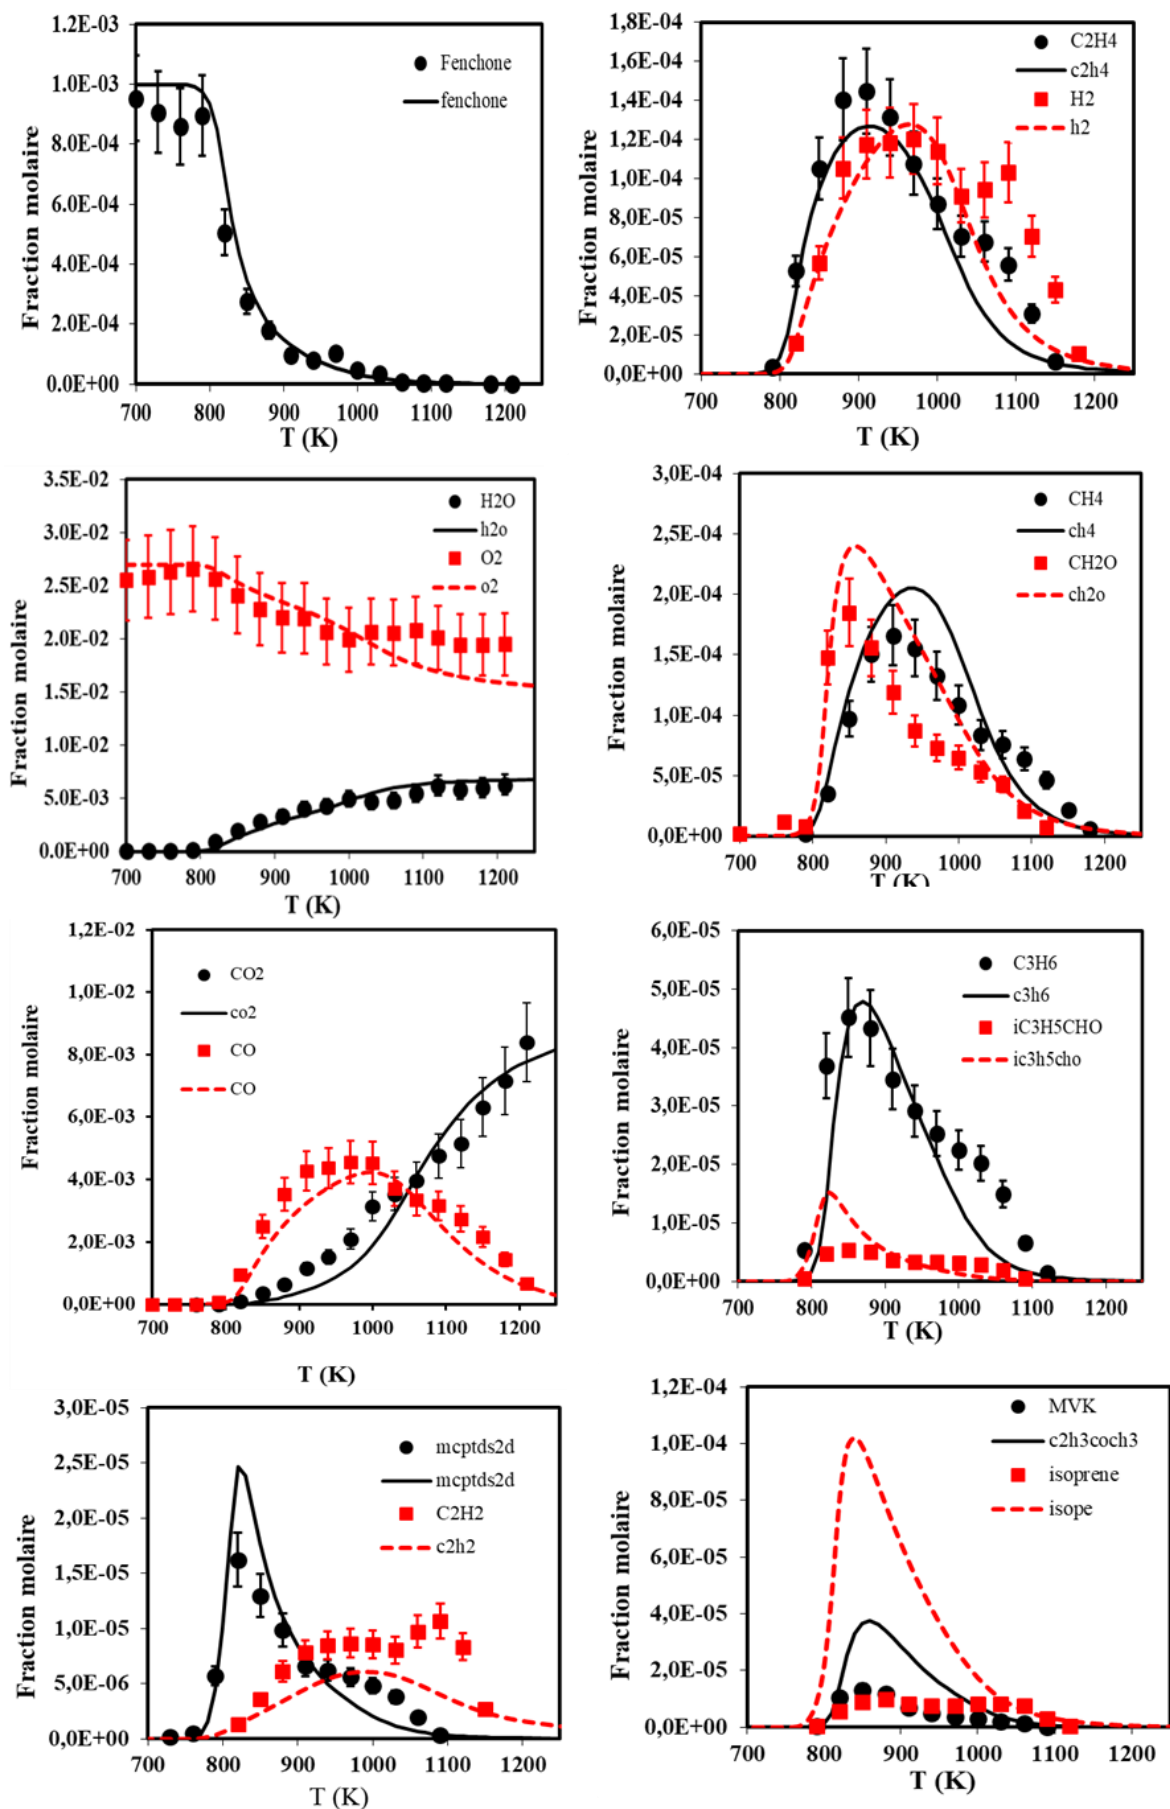 1.2E-03
1.0E-03
8.0E-04
6.0E-04
4.0E-04
2.0E-04
0.0E+00
Fraction molaire
Fenchone
fenchone
700 800 900 1000 1100 1200
T (K)
1,8E-04
1,6E-04
1,4E-04
1,2E-04
1,0E-04
8,0E-05
6,0E-05
4,0E-05
2,0E-05
0,0E+00
Fraction molaire
C2H4
c2h4
H2
h2
700 800 900 1000 1100 1200
T (K)
3.5E-02
3.0E-02
2.5E-02
2.0E-02
1.5E-02
1.0E-02
5.0E-03
0.0E+00
Fraction molaire
H2O
h2o
O2
o2
700 800 900 1000 1100 1200
T (K)
3,0E-04
2,5E-04
2,0E-04
1,5E-04
1,0E-04
5,0E-05
0,0E+00
Fraction molaire
CH4
ch4
CH2O
ch2o
700 800 900 1000 1100 1200
T (K)
1,2E-02
1,0E-02
8,0E-03
6,0E-03
4,0E-03
2,0E-03
0,0E+00
Fraction molaire
CO2
co2
CO
CO
700 800 900 1000 1100 1200
T (K)
6,0E-05
5,0E-05
4,0E-05
3,0E-05
2,0E-05
1,0E-05
0,0E+00
Fraction molaire
C3H6
c3h6
iC3H5CHO
ic3h5cho
700 800 900 1000 1100 1200
T (K)
3,0E-05
2,5E-05
2,0E-05
1,5E-05
1,0E-05
5,0E-06
0,0E+00
Fraction molaire
mcptds2d
mcptds2d
C2H2
c2h2
700 800 900 1000 1100 1200
T (K)
1,2E-04
1,0E-04
8,0E-05
6,0E-05
4,0E-05
2,0E-05
0,0E+00
Fraction molaire
MVK
c2h3coch3
isoprene
isope
700 800 900 1000 1100 1200
T (K)